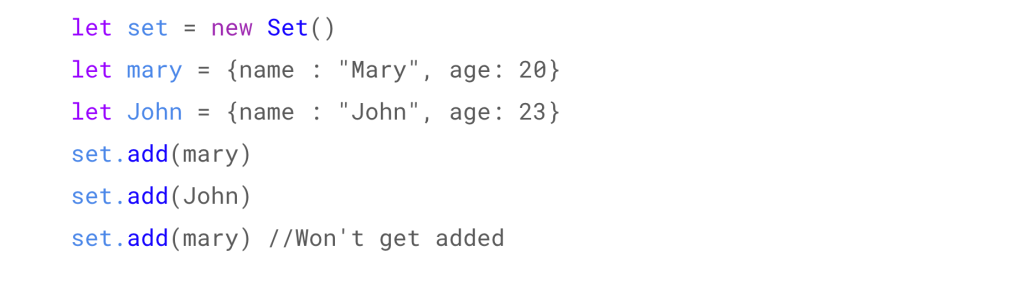 let set = new Set()
let mary = {name : "Mary", age: 20}
let John = {name : "John", age: 23}
set.add(mary)
set.add(John)
set.add(mary) //Won't get added